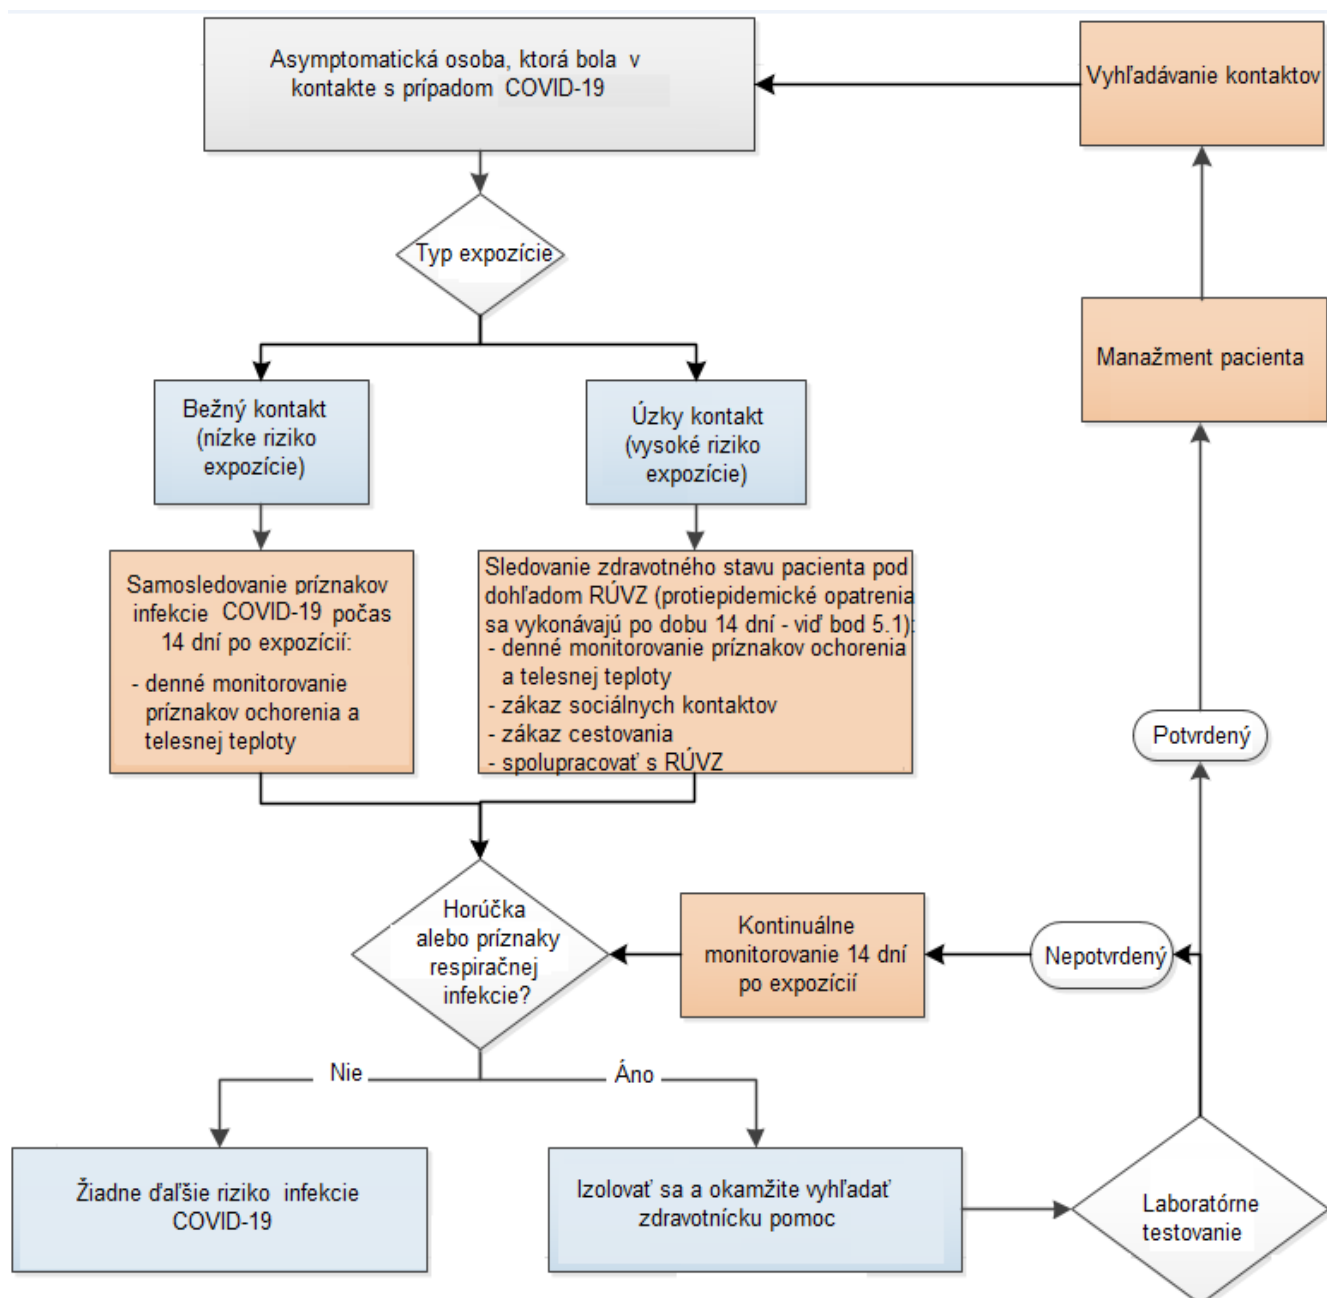 Asymptomatická osoba, ktorá bola v
kontakte s prípadom COVID-19
Vyhľadávanie kontaktov
Typ expozície
Manažment pacienta
Bežný kontakt
(nízke riziko
expozície)
Úzky kontakt
(vysoké riziko
expozície)
Samosledovanie príznakov
infekcie COVID-19 počas
14 dní po expozícií:
- denné monitorovanie
príznakov ochorenia a
telesnej teploty
Sledovanie zdravotného stavu pacienta pod
dohľadom RÚVZ (protiepidemické opatrenia
sa vykonávajú po dobu 14 dní - viď bod 5.1):
- denné monitorovanie príznakov ochorenia
a telesnej teploty
- zákaz sociálnych kontaktov
- zákaz cestovania
- spolupracovať s RÚVZ
Potvrdený
Horúčka
alebo príznaky
respiračnej
infekcie?
Kontinuálne
monitorovanie 14 dní
po expozícií
Nepotvrdený
Nie
Áno
Žiadne ďaľšie riziko infekcie
COVID-19
Izolovať sa a okamžite vyhľadať
zdravotnícku pomoc
Laboratórne
testovanie